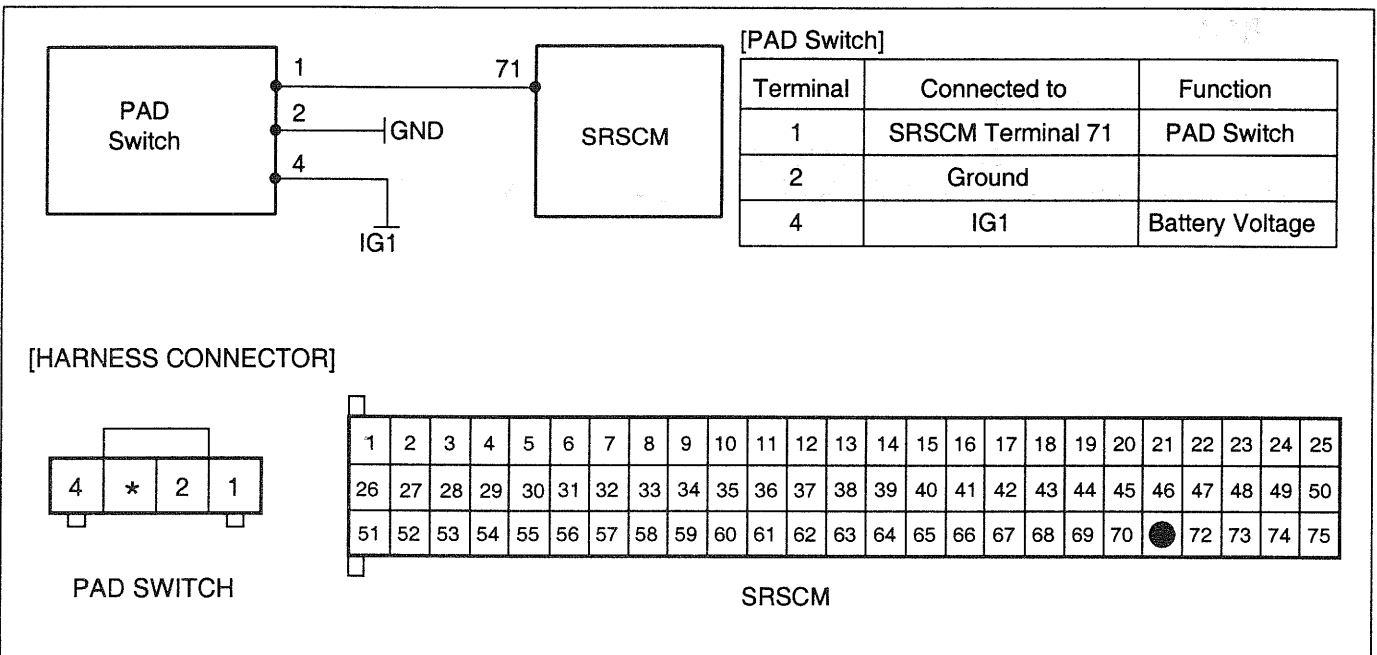 PAD
Switch
1
2
4
GND
IG1
71
SRSCM
[PAD Switch]
Terminal Connected to Function
1 SRSCM Terminal 71 PAD Switch
2 Ground
4 IG1 Battery Voltage
[HARNESS CONNECTOR]
4 * 2 1
PAD SWITCH
1 2 3 4 5 6 7 8 9 10 11 12 13 14 15 16 17 18 19 20 21 22 23 24 25
26 27 28 29 30 31 32 33 34 35 36 37 38 39 40 41 42 43 44 45 46 47 48 49 50
51 52 53 54 55 56 57 58 59 60 61 62 63 64 65 66 67 68 69 70 72 73 74 75
SRSCM